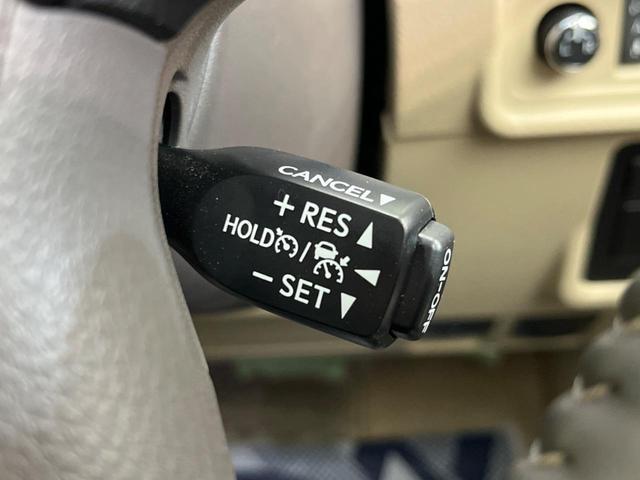 CANCEL▼
+ RES ▲
HOLD /
− SET ▼
ON-OFF